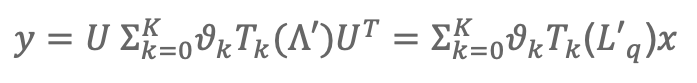 y = U Σ_{k=0}^{K} ϑ_k T_k(Λ′)U^T = Σ_{k=0}^{K} ϑ_k T_k(L′_q)x